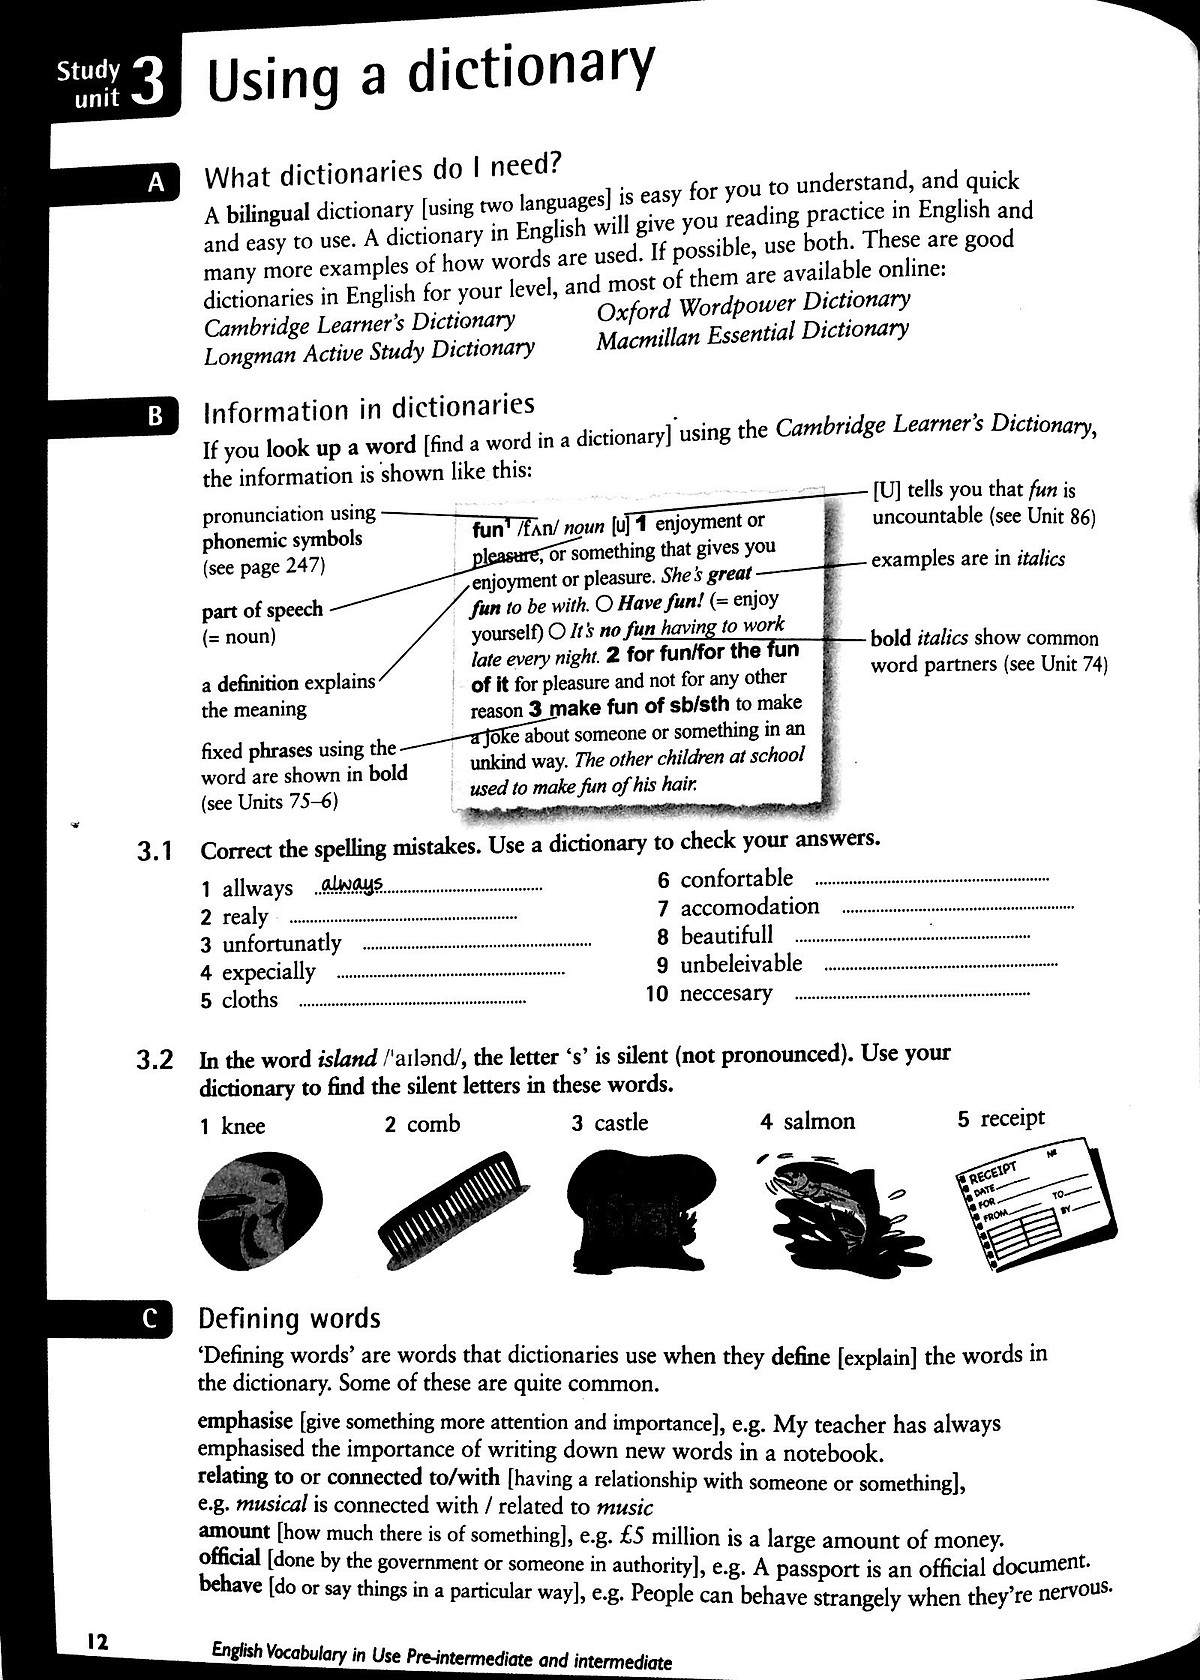 Study unit 3 Using a dictionary
A What dictionaries do I need?
A bilingual dictionary [using two languages] is easy for you to understand, and quick
and easy to use. A dictionary in English will give you reading practice in English and
many more examples of how words are used. If possible, use both. These are good
dictionaries in English for your level, and most of them are available online:
Cambridge Learner's Dictionary Oxford Wordpower Dictionary
Longman Active Study Dictionary Macmillan Essential Dictionary
B Information in dictionaries
If you look up a word [find a word in a dictionary] using the Cambridge Learner's Dictionary,
the information is shown like this:
pronunciation using
phonemic symbols
(see page 247)
part of speech
(= noun)
a definition explains
the meaning
fixed phrases using the
word are shown in bold
(see Units 75–6)
fun¹ /fʌn/ noun [u] 1 enjoyment or
pleasure, or something that gives you
enjoyment or pleasure. She's great
fun to be with. ○ Have fun! (= enjoy
yourself) ○ It's no fun having to work
late every night. 2 for fun/for the fun
of it for pleasure and not for any other
reason 3 make fun of sb/sth to make
a joke about someone or something in an
unkind way. The other children at school
used to make fun of his hair.
[U] tells you that fun is
uncountable (see Unit 86)
examples are in italics
bold italics show common
word partners (see Unit 74)
3.1 Correct the spelling mistakes. Use a dictionary to check your answers.
1 allways always
2 realy
3 unfortunatly
4 expecially
5 cloths
6 confortable
7 accomodation
8 beautifull
9 unbeleivable
10 neccesary
3.2 In the word island /ˈaɪlənd/, the letter ‘s’ is silent (not pronounced). Use your
dictionary to find the silent letters in these words.
1 knee 2 comb 3 castle 4 salmon 5 receipt
RECEIPT Nº
DATE
FOR
FROM TO
BY
C Defining words
‘Defining words’ are words that dictionaries use when they define [explain] the words in
the dictionary. Some of these are quite common.
emphasise [give something more attention and importance], e.g. My teacher has always
emphasised the importance of writing down new words in a notebook.
relating to or connected to/with [having a relationship with someone or something],
e.g. musical is connected with / related to music
amount [how much there is of something], e.g. £5 million is a large amount of money.
official [done by the government or someone in authority], e.g. A passport is an official document.
behave [do or say things in a particular way], e.g. People can behave strangely when they're nervous.
12 English Vocabulary in Use Pre-intermediate and intermediate